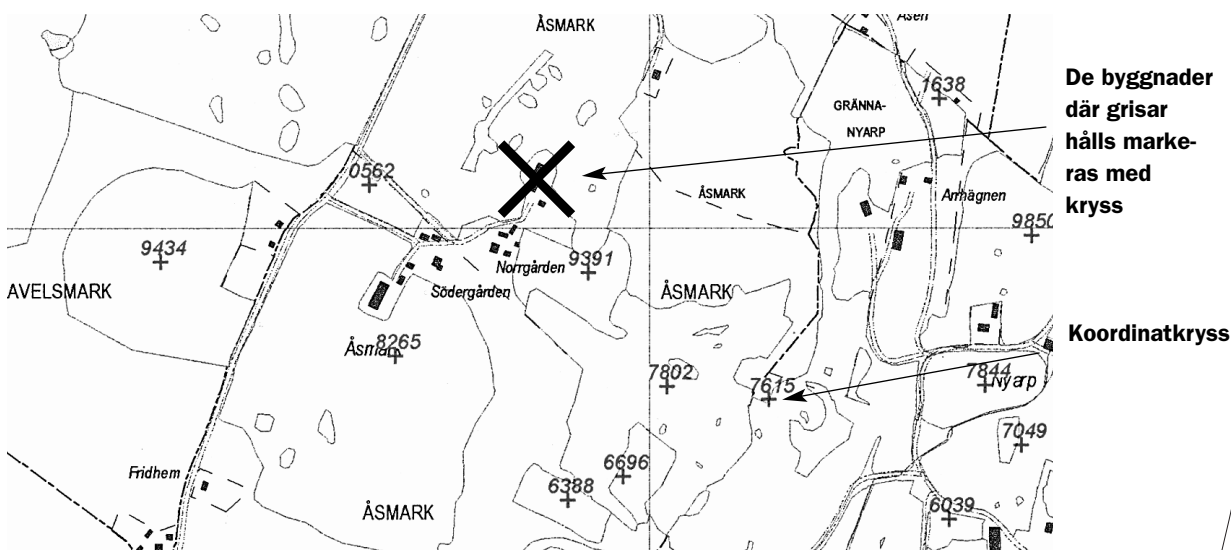 ÅSMARK
Åsen
1638
GRÄNNA-
NYARP
0562
ÅSMARK
Arrhägnen
9850
9434
Norrgården
9391
AVELSMARK
Södergården
ÅSMARK
8265
7802
7615
7844
Nyarp
7049
Fridhem
6696
6388
ÅSMARK
6039
De byggnader
där grisar
hålls marke-
ras med
kryss
Koordinatkryss